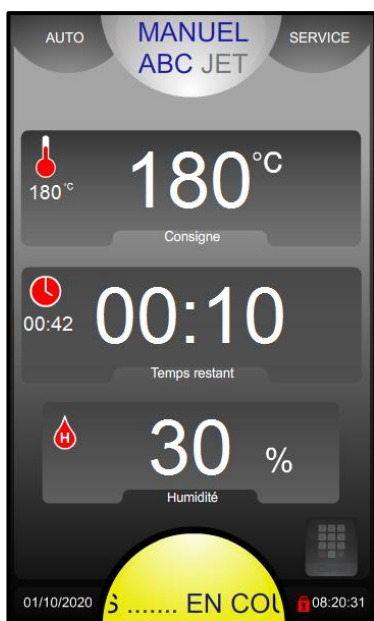 AUTO
MANUEL
SERVICE
ABC JET
180°C
180°C
Consigne
00:42
00:10
Temps restant
H
30 %
Humidité
01/10/2020
S ....... EN COU
08:20:31